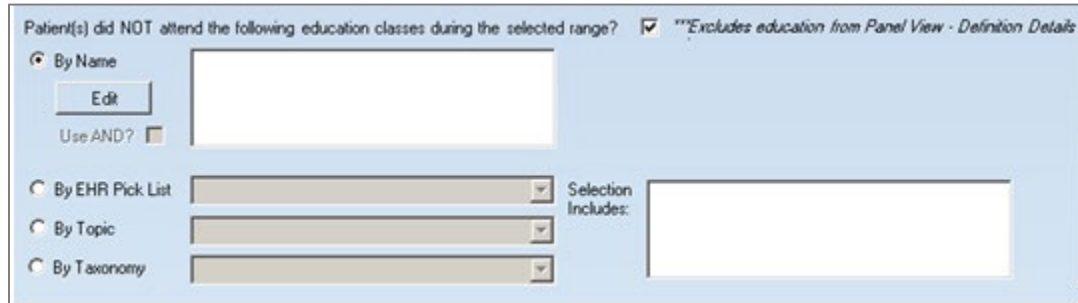 Patient(s) did NOT attend the following education classes during the selected range? ***Excludes education from Panel View - Definition Details
By Name
Edit
Use AND?
By EHR Pick List
Selection
Includes:
By Topic
By Taxonomy